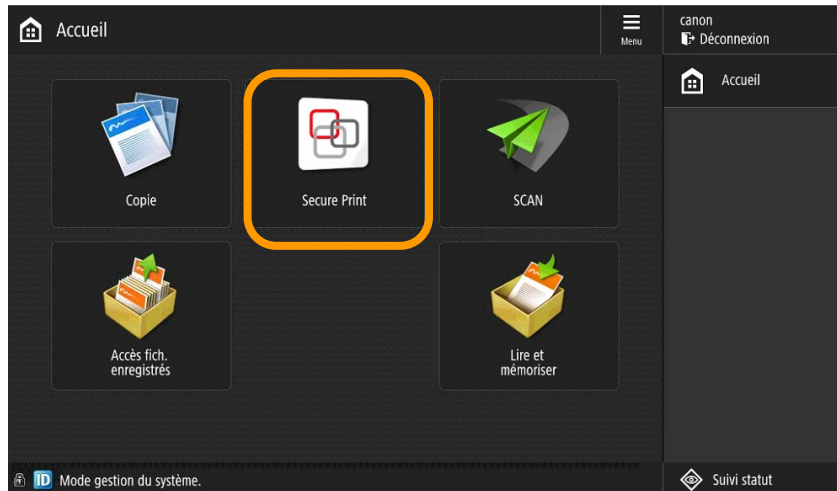 Accueil
Menu
canon
Déconnexion
Accueil
Copie
Secure Print
SCAN
Accès fich.
enregistrés
Lire et
mémoriser
ID Mode gestion du système.
Suivi statut